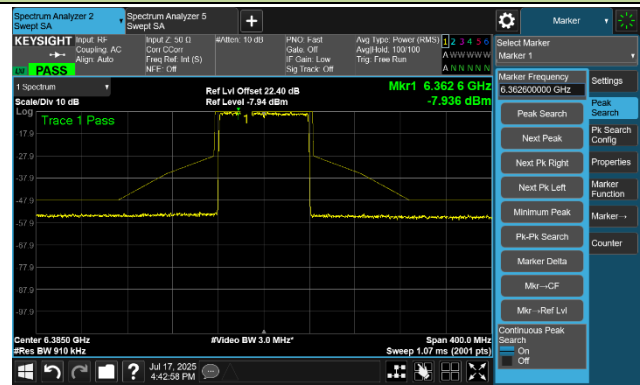 Spectrum Analyzer 2
Swept SA
Spectrum Analyzer 5
Swept SA
+
Marker
KEYSIGHT
Input: RF
Coupling: AC
Align: Auto
Input Z: 50 Ω
Corr CCorr
Freq Ref: Int (S)
NFE: Off
#Atten: 10 dB
PNO: Fast
Gate: Off
IF Gain: Low
Sig Track: Off
Avg Type: Power (RMS)
Avg|Hold: 100/100
Trig: Free Run
1 2 3 4 5 6
A W W W W W
A N N N N N
LW PASS
Select Marker
Marker 1
1 Spectrum
Scale/Div 10 dB
Ref Lvl Offset 22.40 dB
Ref Level -7.94 dBm
Mkr1 6.362 6 GHz
-7.936 dBm
Log
Trace 1 Pass
1
-17.9
-27.9
-37.9
-47.9
-57.9
-67.9
-77.9
-87.9
-97.9
Center 6.3850 GHz
#Res BW 910 kHz
#Video BW 3.0 MHz*
Span 400.0 MHz
Sweep 1.07 ms (2001 pts)
Marker Frequency
6.362600000 GHz
Peak Search
Next Peak
Next Pk Right
Next Pk Left
Minimum Peak
Pk-Pk Search
Marker Delta
Mkr→CF
Mkr→Ref Lvl
Continuous Peak
Search
On
Off
Settings
Peak
Search
Pk Search
Config
Properties
Marker
Function
Marker→
Counter
?
Jul 17, 2025
4:42:58 PM